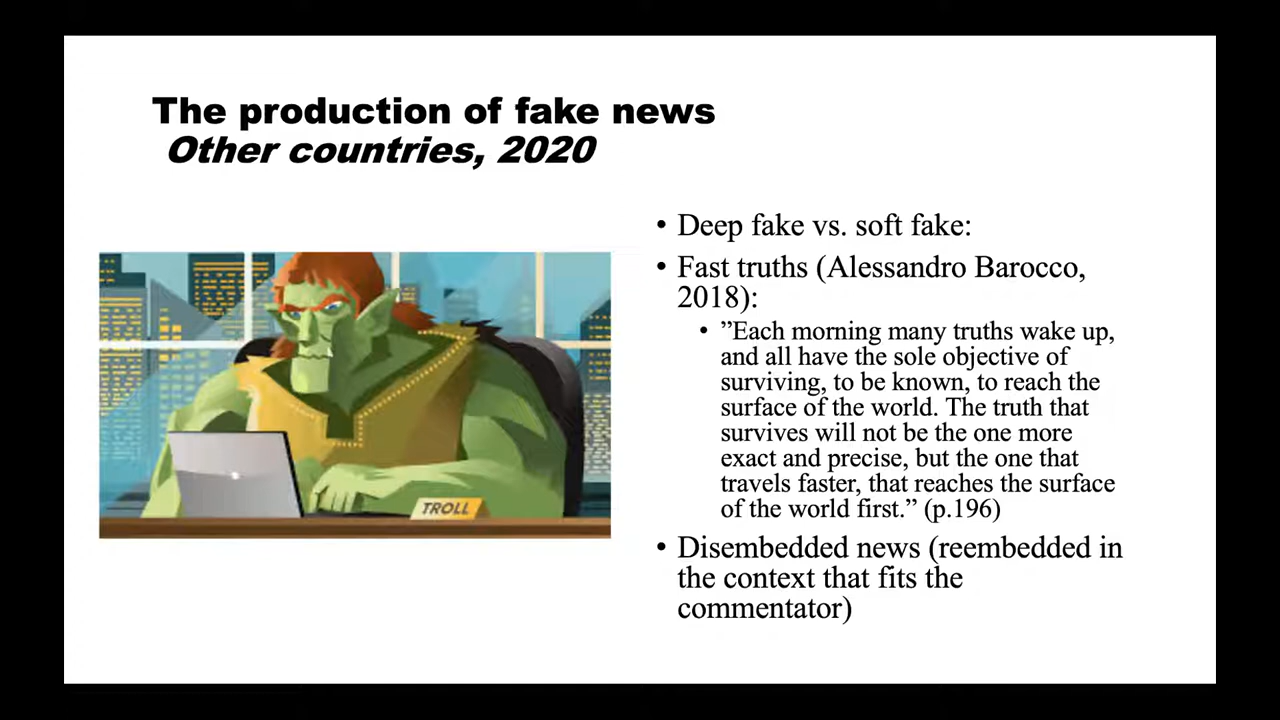 The production of fake news
Other countries, 2020
• Deep fake vs. soft fake:
• Fast truths (Alessandro Barocco,
2018):
• ”Each morning many truths wake up,
and all have the sole objective of
surviving, to be known, to reach the
surface of the world. The truth that
survives will not be the one more
exact and precise, but the one that
travels faster, that reaches the surface
of the world first.” (p.196)
• Disembedded news (reembedded in
the context that fits the
commentator)
TROLL